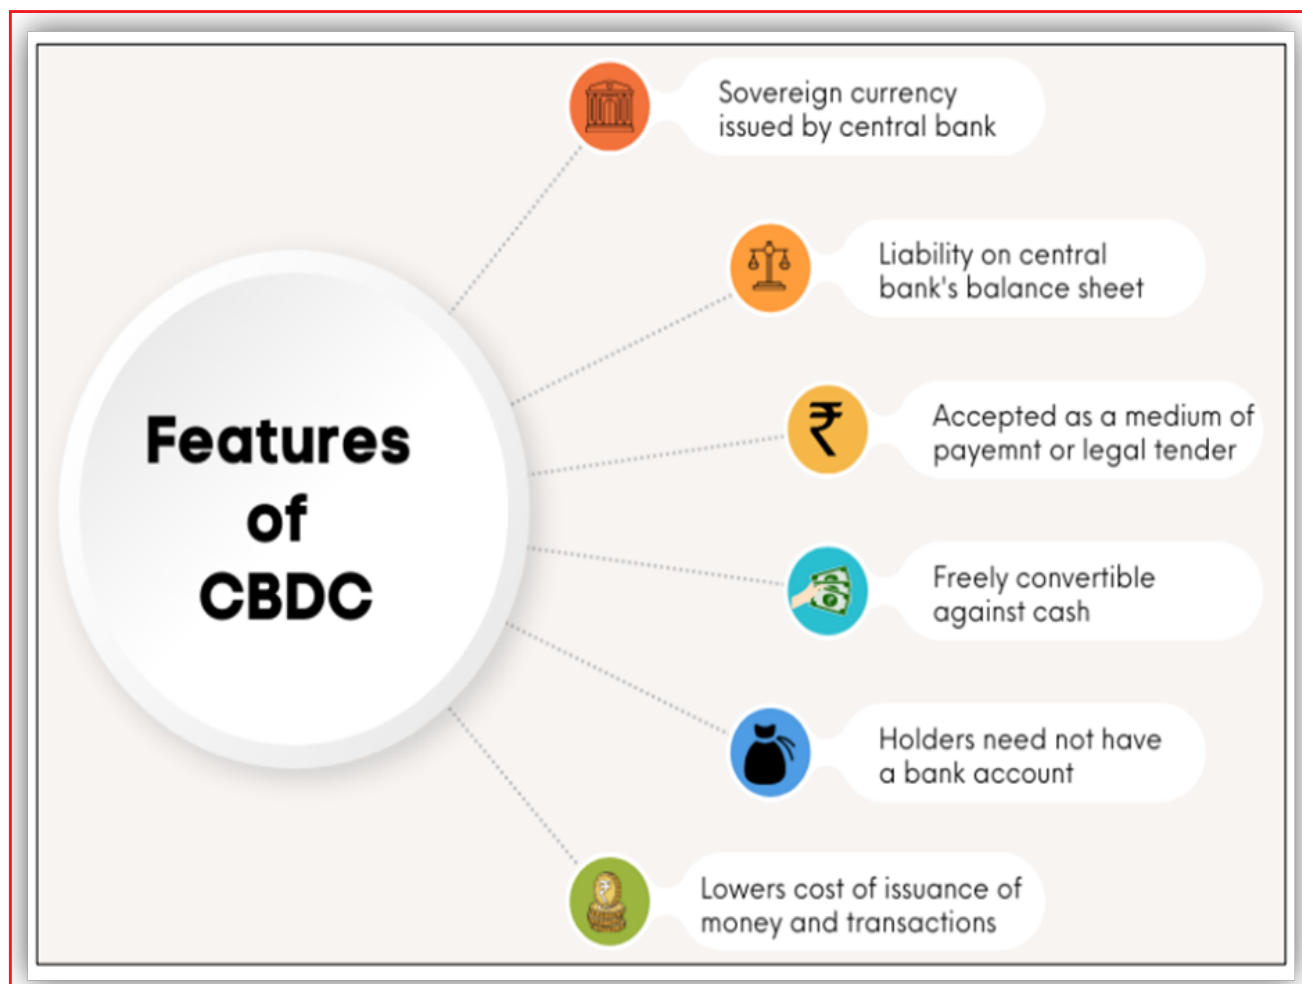 Features
of
CBDC
Sovereign currency
issued by central bank
Liability on central
bank's balance sheet
₹
Accepted as a medium of
payemnt or legal tender
Freely convertible
against cash
Holders need not have
a bank account
Lowers cost of issuance of
money and transactions